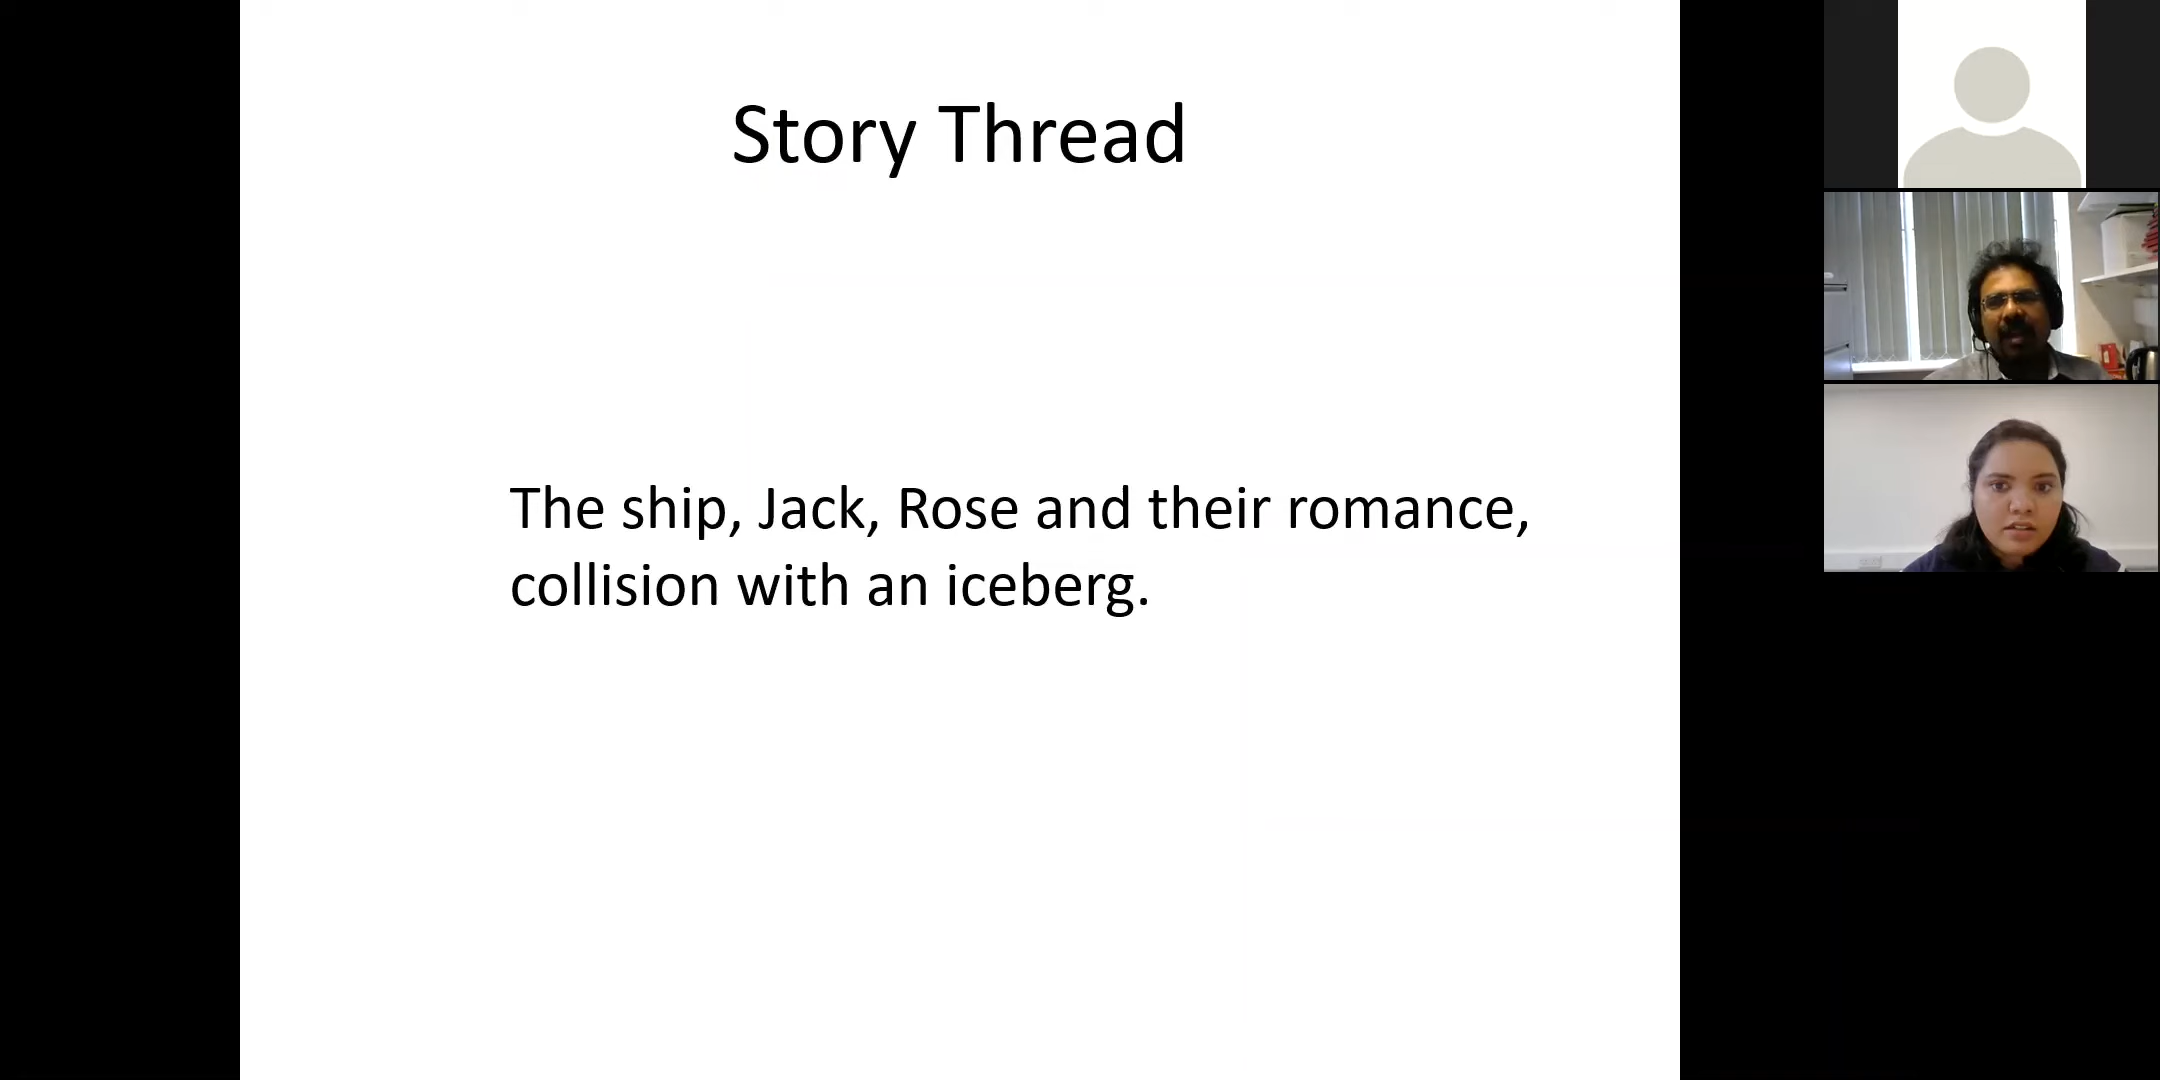 Story Thread
The ship, Jack, Rose and their romance,
collision with an iceberg.